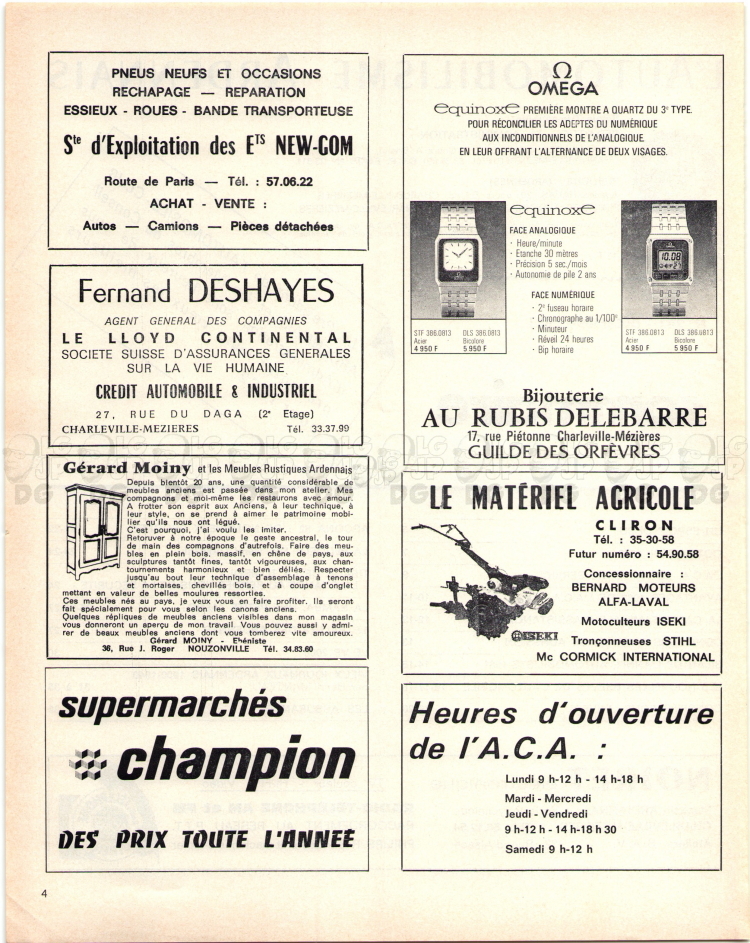 PNEUS NEUFS ET OCCASIONS
RECHAPAGE — REPARATION
ESSIEUX - ROUES - BANDE TRANSPORTEUSE
Sté d'Exploitation des ETS NEW-COM
Route de Paris — Tél. : 57.06.22
ACHAT - VENTE :
Autos — Camions — Pièces détachées
Fernand DESHAYES
AGENT GENERAL DES COMPAGNIES
LE LLOYD CONTINENTAL
SOCIETE SUISSE D'ASSURANCES GENERALES
SUR LA VIE HUMAINE
CREDIT AUTOMOBILE & INDUSTRIEL
27, RUE DU DAGA (2e Etage)
CHARLEVILLE-MEZIERES Tél. 33.37.99
Gérard Moiny et les Meubles Rustiques Ardennais
Depuis bientôt 20 ans, une quantité considérable de
meubles anciens est passée dans mon atelier. Mes
compagnons et moi-même les restaurons avec amour.
A frotter son esprit aux Anciens, à leur technique, à
leur style, on se prend à aimer le patrimoine mobi-
lier qu'ils nous ont légué.
C'est pourquoi, j'ai voulu les imiter.
Retoruver à notre époque le geste ancestral, le tour
de main des compagnons d'autrefois. Faire des meu-
bles en plein bois, massif, en chêne de pays, aux
sculptures tantôt fines, tantôt vigoureuses, aux chan-
tournements harmonieux et bien déliés. Respecter
jusqu'au bout leur technique d'assemblage à tenons
et mortaises, chevillés bois, et à coupe d'onglet
mettant en valeur de belles moulures ressorties.
Ces meubles nés au pays, je veux vous en faire profiter. Ils seront
fait spécialement pour vous selon les canons anciens.
Quelques répliques de meubles anciens visibles dans mon magasin
vous donneront un aperçu de mon travail. Vous pouvez aussi y admi-
rer de beaux meubles anciens dont vous tomberez vite amoureux.
Gérard MOINY - Ebéniste
36, Rue J. Roger NOUZONVILLE Tél. 34.83.60
supermarchés
champion
DES PRIX TOUTE L'ANNEE
4
Ω
OMEGA
equinoxe PREMIÈRE MONTRE A QUARTZ DU 3e TYPE.
POUR RÉCONCILIER LES ADEPTES DU NUMÉRIQUE
AUX INCONDITIONNELS DE L'ANALOGIQUE.
EN LEUR OFFRANT L'ALTERNANCE DE DEUX VISAGES.
equinoxe
FACE ANALOGIQUE
· Heure/minute
· Etanche 30 mètres
· Précision 5 sec./mois
· Autonomie de pile 2 ans
FACE NUMÉRIQUE
· 2e fuseau horaire
· Chronographe au 1/100e
· Minuteur
· Réveil 24 heures
· Bip horaire
STF 386.0813 DLS 386.0813
Acier Bicolore
4 950 F 5 950 F
10.08
STF 386.0813 DLS 386.0813
Acier Bicolore
4 950 F 5 950 F
Bijouterie
AU RUBIS DELEBARRE
17, rue Piétonne Charleville-Mézières
GUILDE DES ORFÈVRES
LE MATÉRIEL AGRICOLE
CLIRON
Tél. : 35-30-58
Futur numéro : 54.90.58
Concessionnaire :
BERNARD MOTEURS
ALFA-LAVAL
Motoculteurs ISEKI
ISEKI
Tronçonneuses STIHL
Mc CORMICK INTERNATIONAL
Heures d'ouverture
de l'A.C.A. :
Lundi 9 h-12 h - 14 h-18 h
Mardi - Mercredi
Jeudi - Vendredi
9 h-12 h - 14 h-18 h 30
Samedi 9 h-12 h